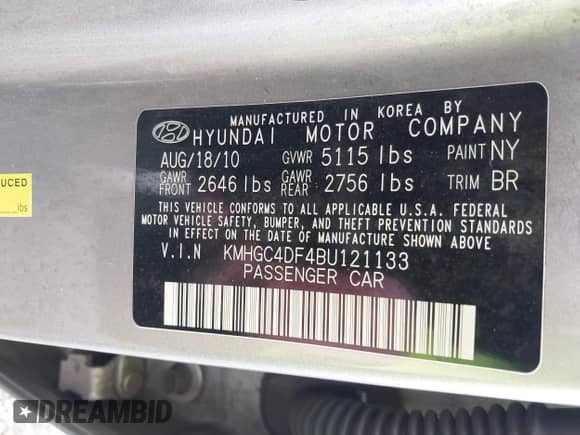 UCED
lbs
MANUFACTURED IN KOREA BY
HYUNDAI MOTOR COMPANY
AUG/18/10 GVWR 5115 lbs PAINT NY
GAWR FRONT 2646 lbs GAWR REAR 2756 lbs TRIM BR
THIS VEHICLE CONFORMS TO ALL APPLICABLE U.S.A. FEDERAL
MOTOR VEHICLE SAFETY, BUMPER, AND THEFT PREVENTION STANDARDS
IN EFFECT ON THE DATE OF MANUFACTURE SHOWN ABOVE
V.I.N KMHGC4DF4BU121133
PASSENGER CAR
DREAMBID